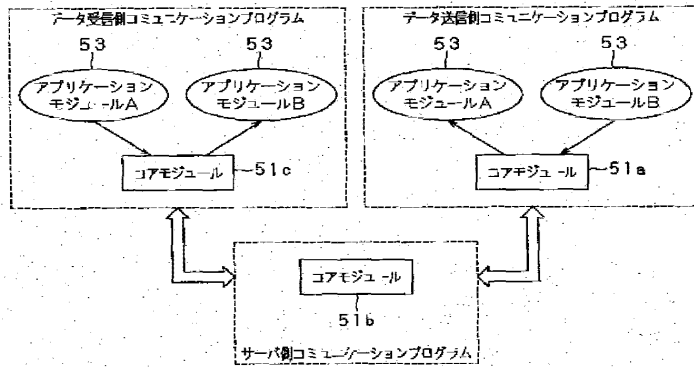 データ受信側コミュニケーションプログラム
53
53
アプリケーション
モジュールA
アプリケーション
モジュールB
コアモジュール
51c
データ送信側コミュニケーションプログラム
53
53
アプリケーション
モジュールA
アプリケーション
モジュールB
コアモジュール
51a
コアモジュール
51b
サーバ側コミュニケーションプログラム